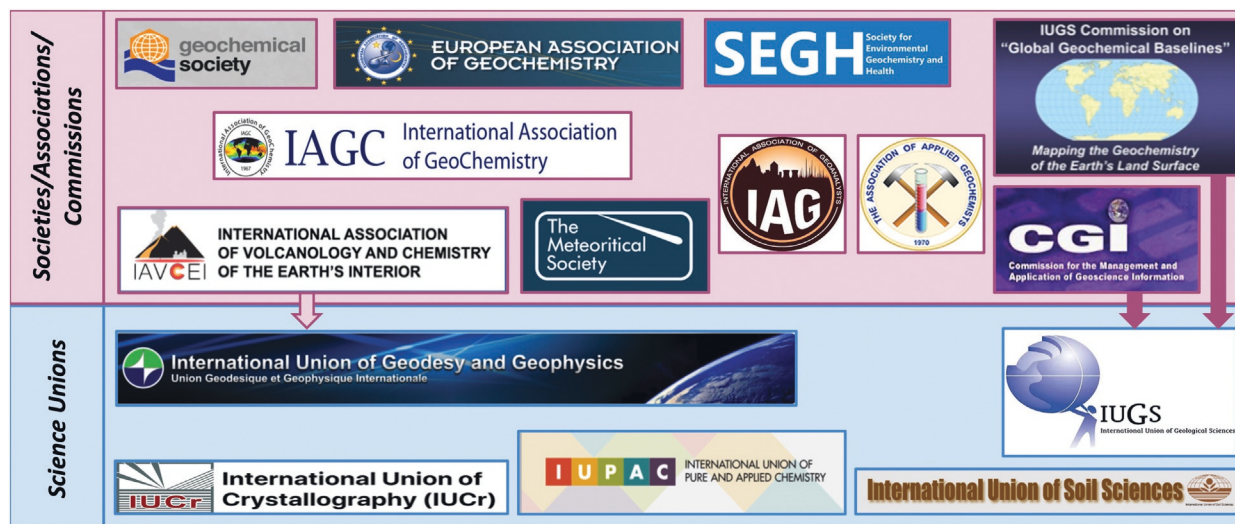 Societies/Associations/
Commissions
geochemical
society
EUROPEAN ASSOCIATION
OF GEOCHEMISTRY
SEGH
Society for
Environmental
Geochemistry and
Health
IUGS Commission on
“Global Geochemical Baselines”
Mapping the Geochemistry
of the Earth's Land Surface
International Association of GeoChemistry
IAGC
1967
IAGC
International Association
of GeoChemistry
INTERNATIONAL ASSOCIATION OF GEOANALYSTS
IAG
THE ASSOCIATION OF APPLIED GEOCHEMISTS
1970
IAVCEI
INTERNATIONAL ASSOCIATION
OF VOLCANOLOGY AND CHEMISTRY
OF THE EARTH'S INTERIOR
The
Meteoritical
Society
CGI
Commission for the Management and
Application of Geoscience Information
Science Unions
International Union of Geodesy and Geophysics
Union Geodesique et Geophysique Internationale
IUGS
International Union of Geological Sciences
IUCr
International Union of
Crystallography (IUCr)
IUPAC
INTERNATIONAL UNION OF
PURE AND APPLIED CHEMISTRY
International Union of Soil Sciences